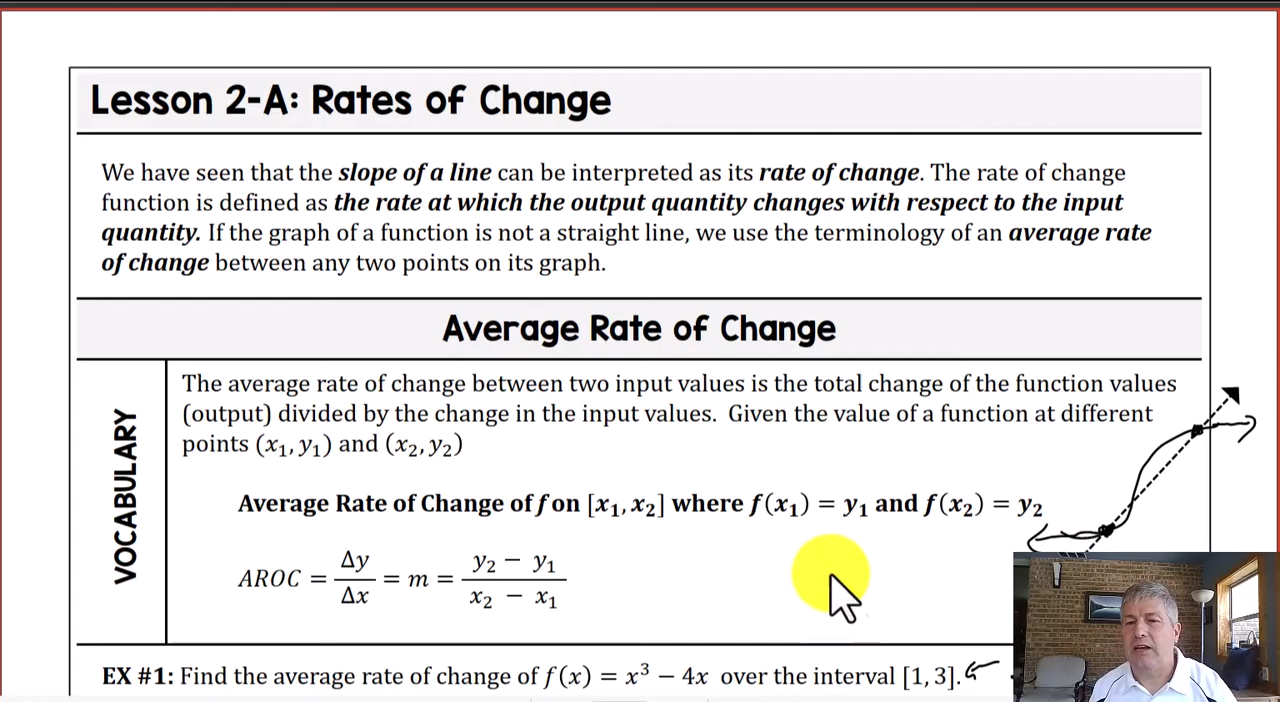 Lesson 2-A: Rates of Change
We have seen that the slope of a line can be interpreted as its rate of change. The rate of change
function is defined as the rate at which the output quantity changes with respect to the input
quantity. If the graph of a function is not a straight line, we use the terminology of an average rate
of change between any two points on its graph.
Average Rate of Change
VOCABULARY
The average rate of change between two input values is the total change of the function values
(output) divided by the change in the input values. Given the value of a function at different
points (x₁, y₁) and (x₂, y₂)
Average Rate of Change of f on [x₁, x₂] where f(x₁) = y₁ and f(x₂) = y₂
AROC = Δy/Δx = m = (y₂ − y₁)/(x₂ − x₁)
EX #1: Find the average rate of change of f(x) = x³ − 4x over the interval [1, 3].